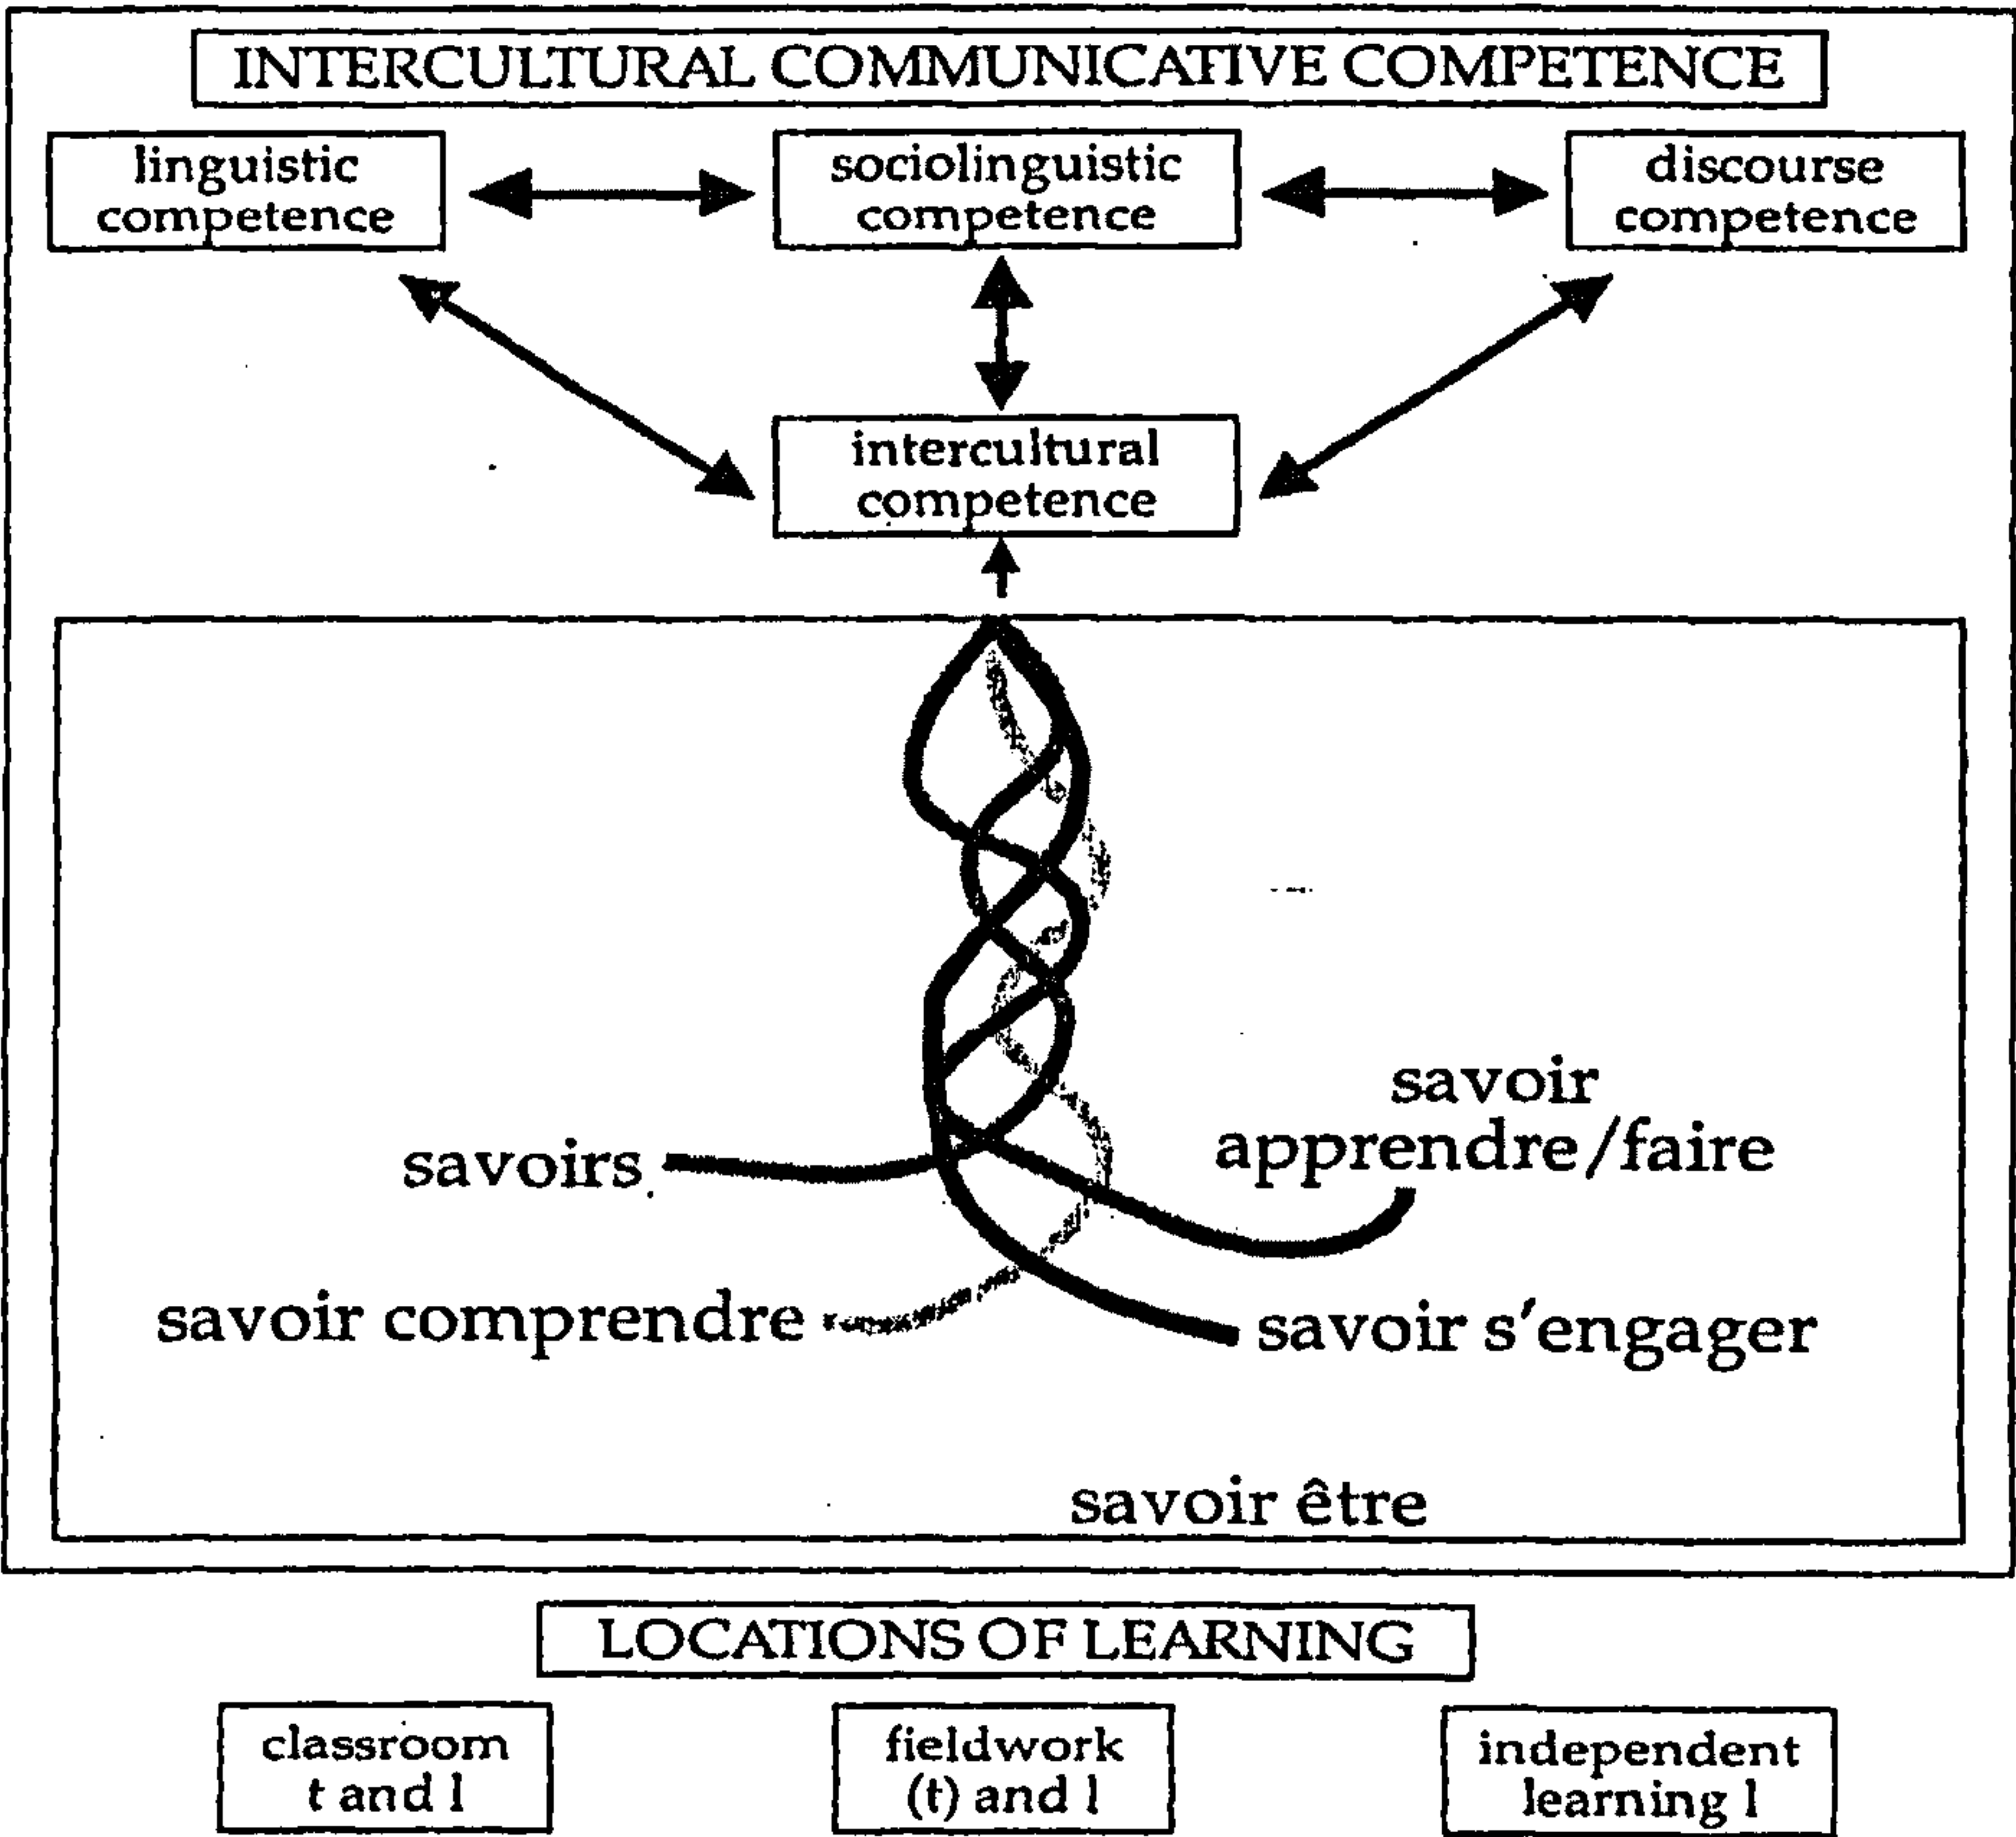 INTERCULTURAL COMMUNICATIVE COMPETENCE
linguistic
competence
sociolinguistic
competence
discourse
competence
intercultural
competence
savoir
apprendre/faire
savoirs
savoir comprendre
savoir s'engager
savoir être
LOCATIONS OF LEARNING
classroom
t and l
fieldwork
(t) and l
independent
learning l